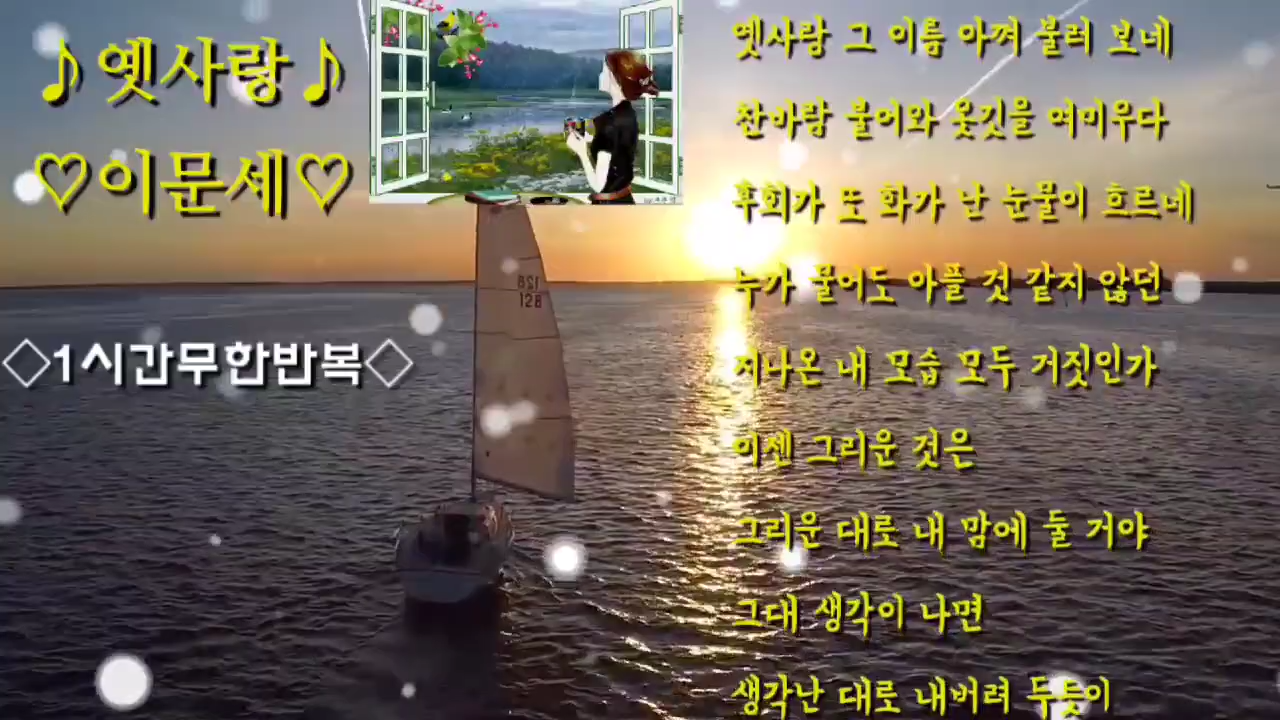 ♪옛사랑♪
♡이문세♡
◇1시간무한반복◇
128
옛사랑 그 이름 아껴 불러 보네
찬바람 불어와 옷깃을 여미우다
후회가 또 화가 난 눈물이 흐르네
누가 물어도 아플 것 같지 않던
지나온 내 모습 모두 거짓인가
이젠 그리운 것은
그리운 대로 내 맘에 둘 거야
그대 생각이 나면
생각난 대로 내버려 두듯이